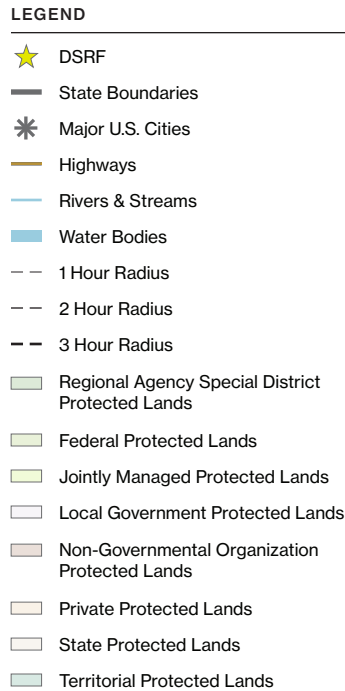 LEGEND
DSRF
State Boundaries
Major U.S. Cities
Highways
Rivers & Streams
Water Bodies
1 Hour Radius
2 Hour Radius
3 Hour Radius
Regional Agency Special District
Protected Lands
Federal Protected Lands
Jointly Managed Protected Lands
Local Government Protected Lands
Non-Governmental Organization
Protected Lands
Private Protected Lands
State Protected Lands
Territorial Protected Lands